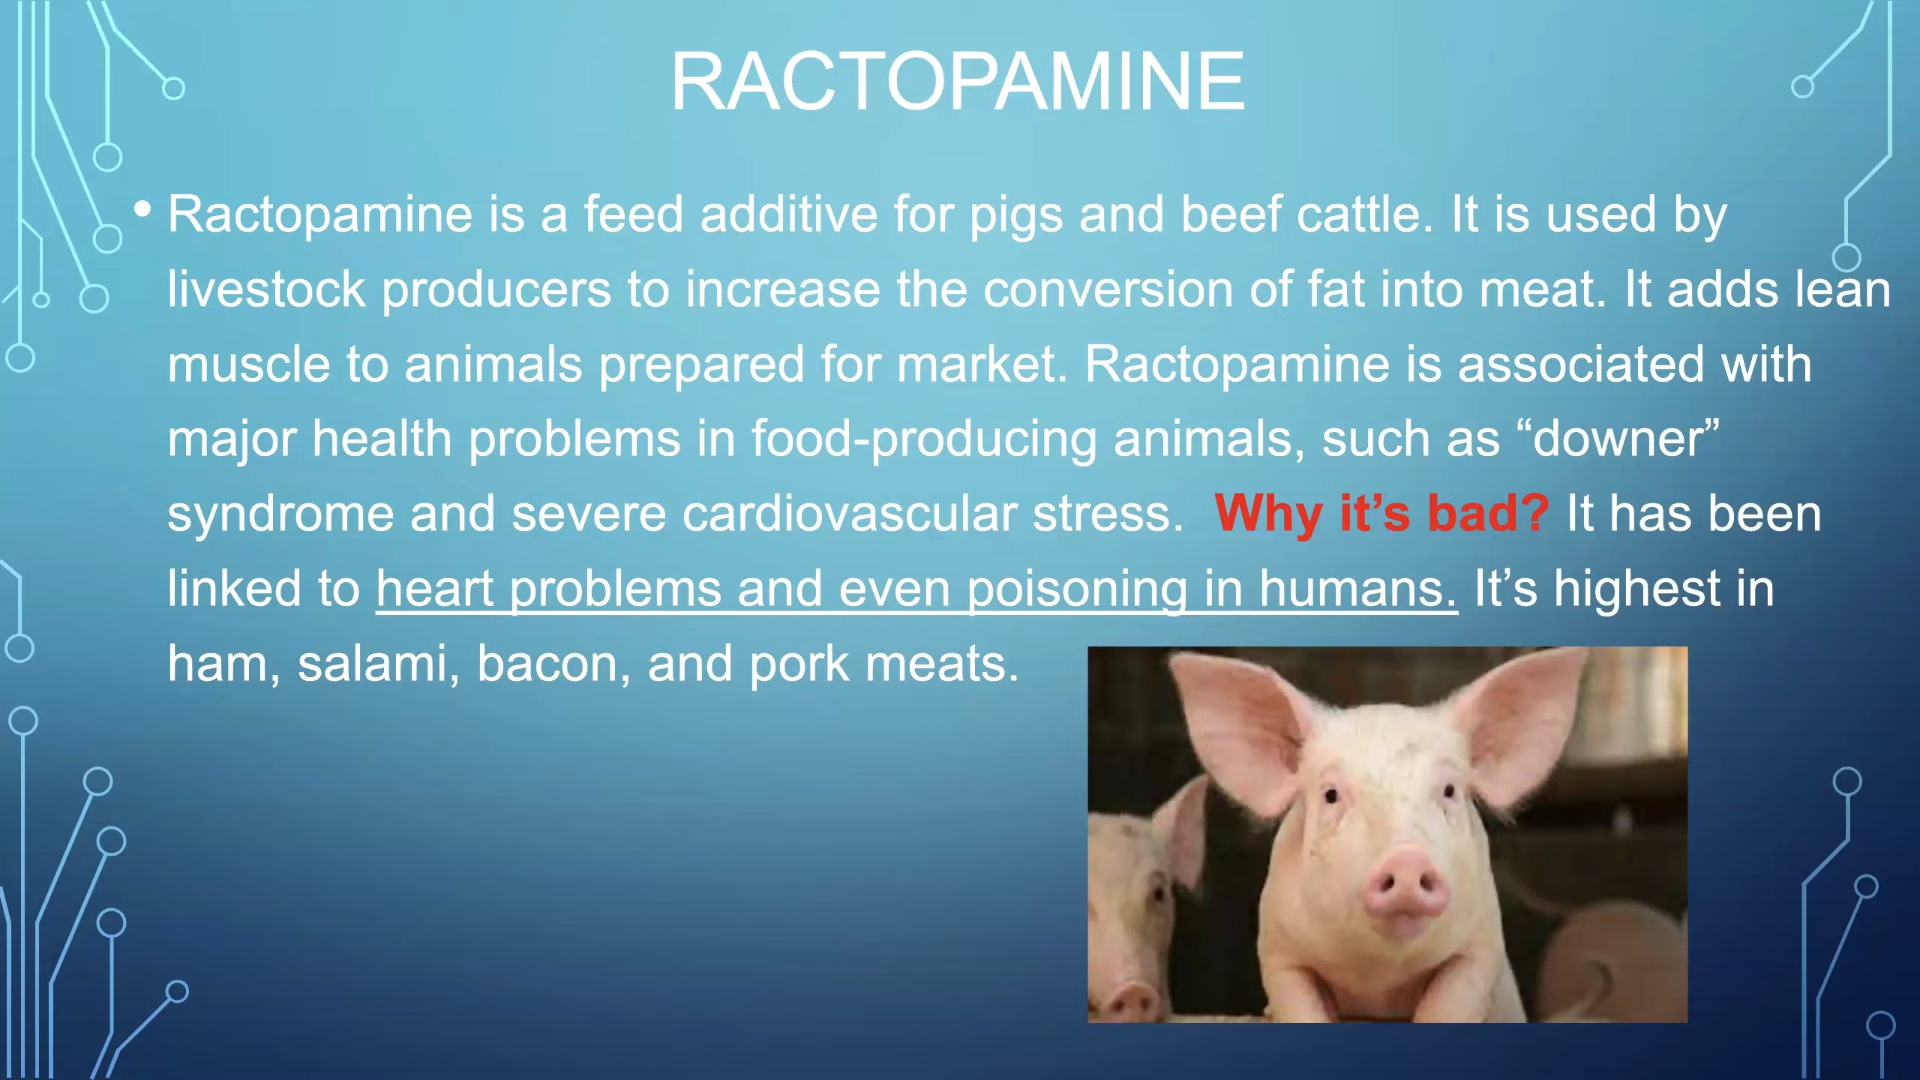 RACTOPAMINE
• Ractopamine is a feed additive for pigs and beef cattle. It is used by
livestock producers to increase the conversion of fat into meat. It adds lean
muscle to animals prepared for market. Ractopamine is associated with
major health problems in food-producing animals, such as “downer”
syndrome and severe cardiovascular stress.  Why it’s bad? It has been
linked to heart problems and even poisoning in humans. It’s highest in
ham, salami, bacon, and pork meats.